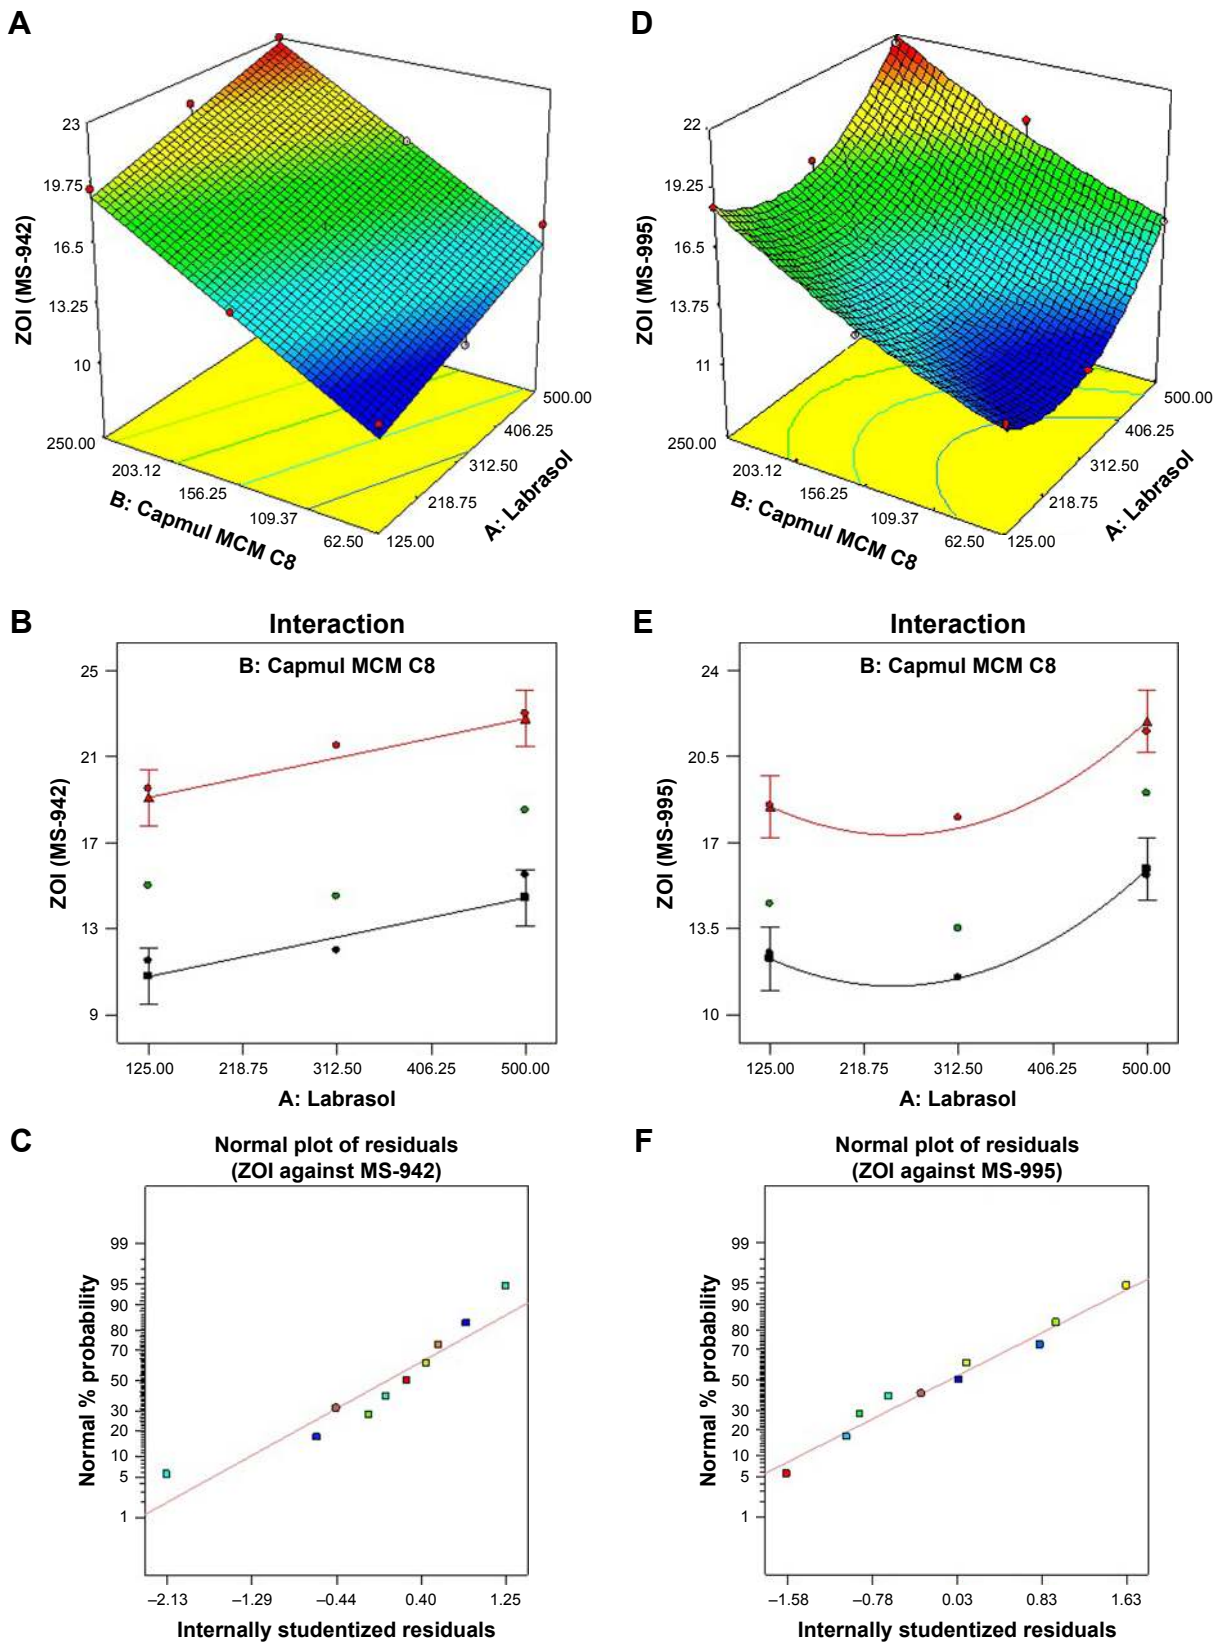 A
23
19.75
16.5
13.25
10
ZOI (MS-942)
250.00
203.12
156.25
109.37
62.50
B: Capmul MCM C8
125.00
218.75
312.50
406.25
500.00
A: Labrasol
D
22
19.25
16.5
13.75
11
ZOI (MS-995)
250.00
203.12
156.25
109.37
62.50
B: Capmul MCM C8
125.00
218.75
312.50
406.25
500.00
A: Labrasol
B
Interaction
B: Capmul MCM C8
25
21
17
13
9
ZOI (MS-942)
125.00 218.75 312.50 406.25 500.00
A: Labrasol
E
Interaction
B: Capmul MCM C8
24
20.5
17
13.5
10
ZOI (MS-995)
125.00 218.75 312.50 406.25 500.00
A: Labrasol
C
Normal plot of residuals
(ZOI against MS-942)
99
95
90
80
70
50
30
20
10
5
1
Normal % probability
–2.13 –1.29 –0.44 0.40 1.25
Internally studentized residuals
F
Normal plot of residuals
(ZOI against MS-995)
99
95
90
80
70
50
30
20
10
5
1
Normal % probability
–1.58 –0.78 0.03 0.83 1.63
Internally studentized residuals